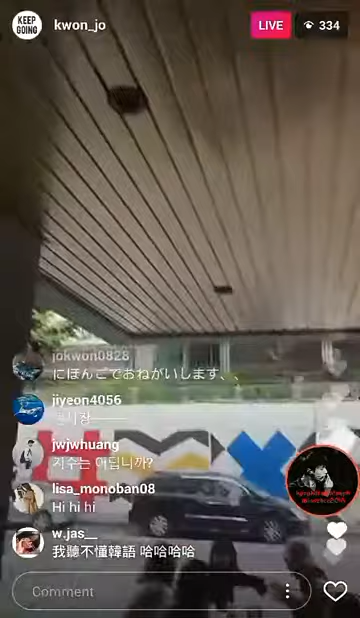 KEEP
GOING
kwon_jo
LIVE
334
jokwon0828
にほんごでおねがいします、、
jiyeon4056
jwjwhuang
지주는 어딥니까?
lisa_monoban08
Hi hi hi
w.jas__
我聽不懂韓語 哈哈哈哈
Comment